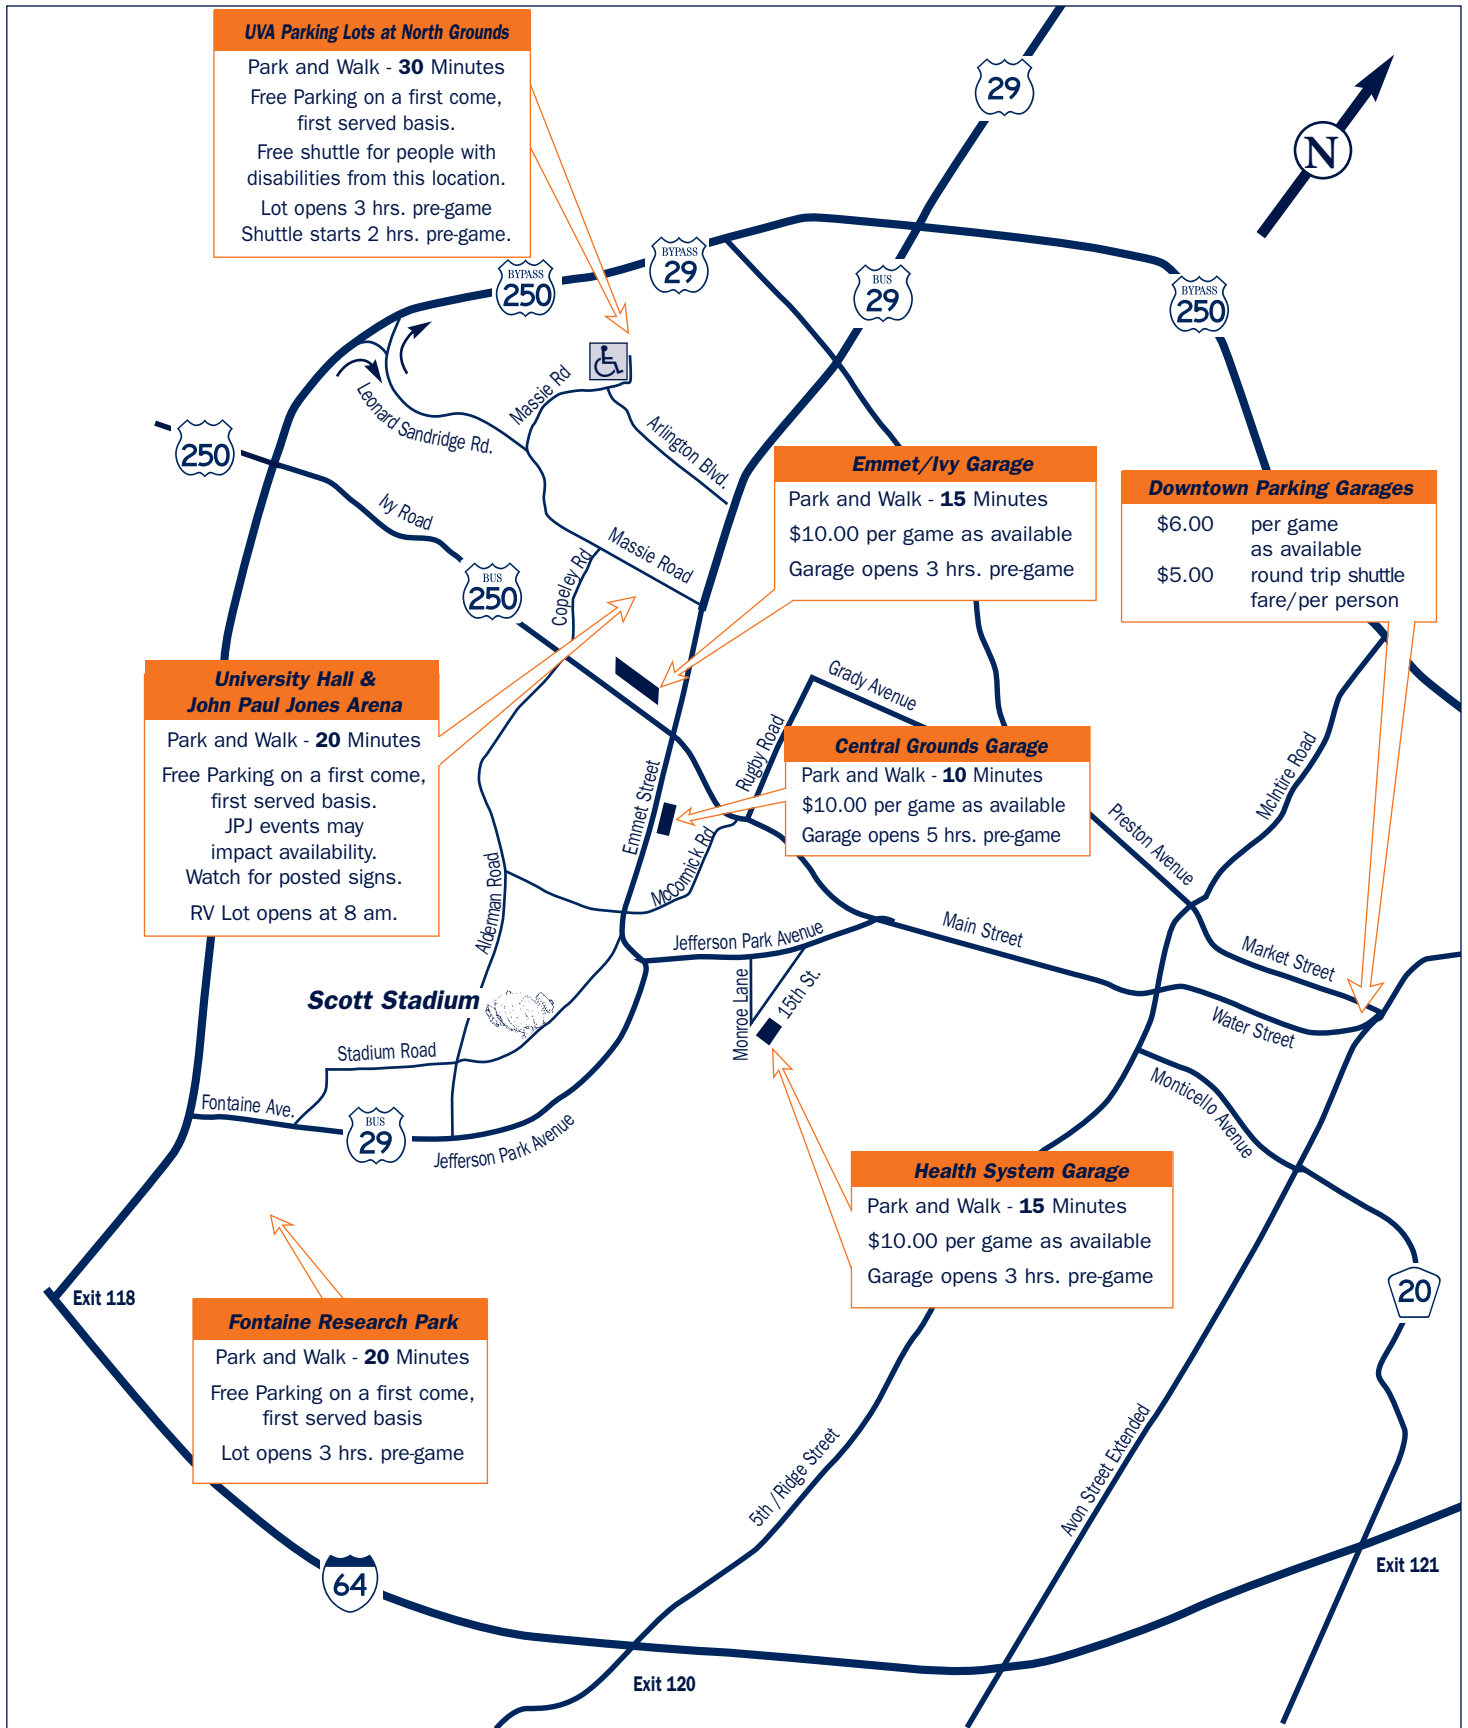 UVA Parking Lots at North Grounds
Park and Walk - 30 Minutes
Free Parking on a first come,
first served basis.
Free shuttle for people with
disabilities from this location.
Lot opens 3 hrs. pre-game
Shuttle starts 2 hrs. pre-game.
29
N
BYPASS
250
BYPASS
29
BUS
29
BYPASS
250
Leonard Sandridge Rd.
Massie Rd
Arlington Blvd.
250
Ivy Road
BUS
250
Copeley Rd
Massie Road
Emmet/Ivy Garage
Park and Walk - 15 Minutes
$10.00 per game as available
Garage opens 3 hrs. pre-game
Downtown Parking Garages
$6.00 per game
as available
$5.00 round trip shuttle
fare/per person
University Hall &
John Paul Jones Arena
Park and Walk - 20 Minutes
Free Parking on a first come,
first served basis.
JPJ events may
impact availability.
Watch for posted signs.
RV Lot opens at 8 am.
Grady Avenue
Rugby Road
Central Grounds Garage
Park and Walk - 10 Minutes
$10.00 per game as available
Garage opens 5 hrs. pre-game
Emmet Street
McCormick Rd
Alderman Road
McIntire Road
Preston Avenue
Jefferson Park Avenue
Main Street
Market Street
Water Street
Monroe Lane
15th St.
Scott Stadium
Stadium Road
Fontaine Ave.
BUS
29
Jefferson Park Avenue
Monticello Avenue
Health System Garage
Park and Walk - 15 Minutes
$10.00 per game as available
Garage opens 3 hrs. pre-game
20
Exit 118
Fontaine Research Park
Park and Walk - 20 Minutes
Free Parking on a first come,
first served basis
Lot opens 3 hrs. pre-game
5th /Ridge Street
Avon Street Extended
64
Exit 121
Exit 120